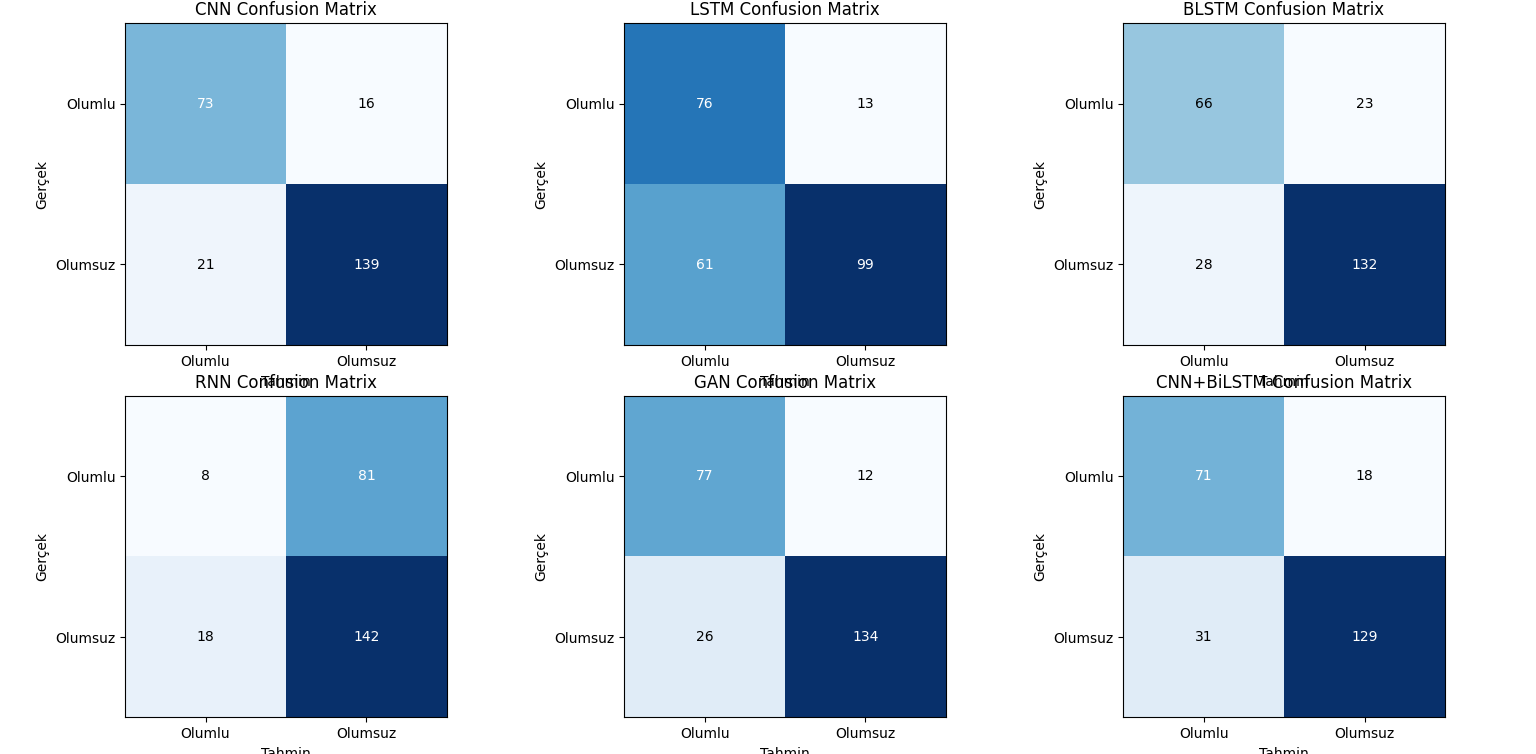 CNN Confusion Matrix
Olumlu
73
16
Gerçek
Olumsuz
21
139
Olumlu
Olumsuz
Tahmin
LSTM Confusion Matrix
Olumlu
76
13
Gerçek
Olumsuz
61
99
Olumlu
Olumsuz
Tahmin
BLSTM Confusion Matrix
Olumlu
66
23
Gerçek
Olumsuz
28
132
Olumlu
Olumsuz
Tahmin
RNN Confusion Matrix
Olumlu
8
81
Gerçek
Olumsuz
18
142
Olumlu
Olumsuz
Tahmin
GAN Confusion Matrix
Olumlu
77
12
Gerçek
Olumsuz
26
134
Olumlu
Olumsuz
Tahmin
CNN+BiLSTM Confusion Matrix
Olumlu
71
18
Gerçek
Olumsuz
31
129
Olumlu
Olumsuz
Tahmin